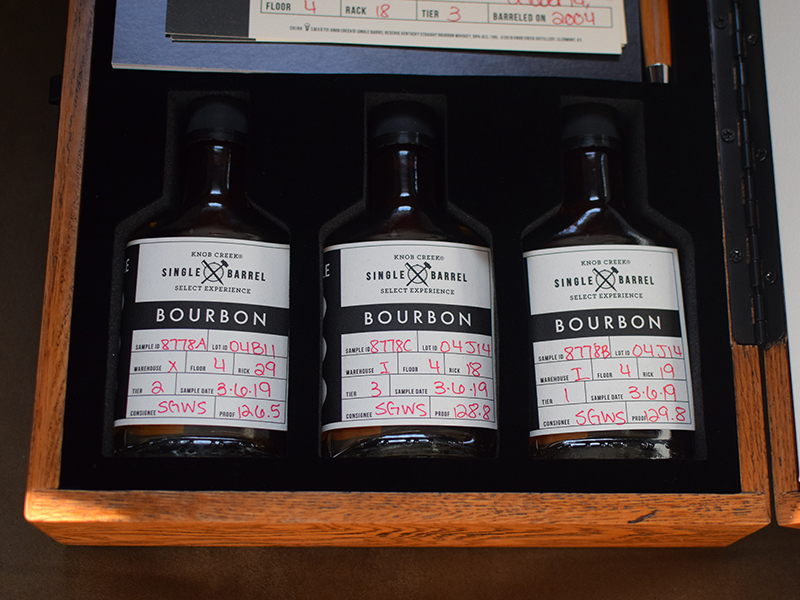 FLOOR 4 RACK 18 TIER 3 BARRELED ON 2004
KNOB CREEK®
SINGLE BARREL
SELECT EXPERIENCE
BOURBON
SAMPLE ID 8778A LOT ID 04B11
WAREHOUSE X FLOOR 4 RICK 29
TIER 2 SAMPLE DATE 3-6-19
CONSIGNEE SGWS PROOF 126.5
KNOB CREEK®
SINGLE BARREL
SELECT EXPERIENCE
BOURBON
SAMPLE ID 8778C LOT ID 04J14
WAREHOUSE I FLOOR 4 RICK 18
TIER 3 SAMPLE DATE 3-6-19
CONSIGNEE SGWS PROOF 128.8
KNOB CREEK®
SINGLE BARREL
SELECT EXPERIENCE
BOURBON
SAMPLE ID 8778B LOT ID 04J14
WAREHOUSE I FLOOR 4 RICK 19
TIER 1 SAMPLE DATE 3-6-19
CONSIGNEE SGWS PROOF 129.8